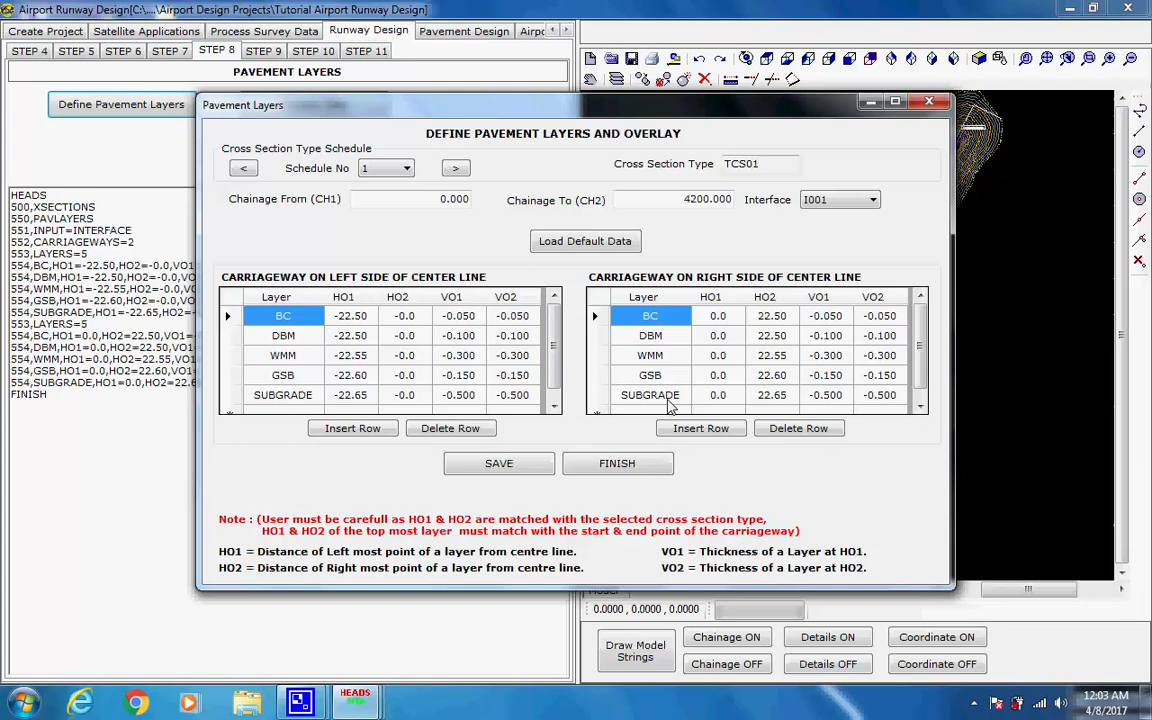 Airport Runway Design [C:\....\Airport Design Projects\Tutorial Airport Runway Design]
Create Project Satellite Applications Process Survey Data Runway Design Pavement Design Airpo
STEP 4 STEP 5 STEP 6 STEP 7 STEP 8 STEP 9 STEP 10 STEP 11
PAVEMENT LAYERS
Define Pavement Layers
HEADS
500,XSECTIONS
550,PAVLAYERS
551,INPUT=INTERFACE
552,CARRIAGEWAYS=2
553,LAYERS=5
554,BC,HO1=-22.50,HO2=-0.0,VO1
554,DBM,HO1=-22.50,HO2=-0.0,
554,WMM,HO1=-22.55,HO2=-0.0
554,GSB,HO1=-22.60,HO2=-0.0,V
554,SUBGRADE,HO1=-22.65,HO2
553,LAYERS=5
554,BC,HO1=0.0,HO2=22.50,VO1=
554,DBM,HO1=0.0,HO2=22.50,VO
554,WMM,HO1=0.0,HO2=22.55,V
554,GSB,HO1=0.0,HO2=22.60,VO
554,SUBGRADE,HO1=0.0,HO2=22.6
FINISH
Pavement Layers
DEFINE PAVEMENT LAYERS AND OVERLAY
Cross Section Type Schedule
< Schedule No 1 > Cross Section Type TCS01
Chainage From (CH1) 0.000 Chainage To (CH2) 4200.000 Interface I001
Load Default Data
CARRIAGEWAY ON LEFT SIDE OF CENTER LINE
Layer HO1 HO2 VO1 VO2
BC -22.50 -0.0 -0.050 -0.050
DBM -22.50 -0.0 -0.100 -0.100
WMM -22.55 -0.0 -0.300 -0.300
GSB -22.60 -0.0 -0.150 -0.150
SUBGRADE -22.65 -0.0 -0.500 -0.500
Insert Row Delete Row
CARRIAGEWAY ON RIGHT SIDE OF CENTER LINE
Layer HO1 HO2 VO1 VO2
BC 0.0 22.50 -0.050 -0.050
DBM 0.0 22.50 -0.100 -0.100
WMM 0.0 22.55 -0.300 -0.300
GSB 0.0 22.60 -0.150 -0.150
SUBGRADE 0.0 22.65 -0.500 -0.500
Insert Row Delete Row
SAVE FINISH
Note : (User must be carefull as HO1 & HO2 are matched with the selected cross section type,
HO1 & HO2 of the top most layer must match with the start & end point of the carriageway)
HO1 = Distance of Left most point of a layer from centre line. VO1 = Thickness of a Layer at HO1.
HO2 = Distance of Right most point of a layer from centre line. VO2 = Thickness of a Layer at HO2.
0.0000 , 0.0000 , 0.0000
Draw Model Strings
Chainage ON Details ON Coordinate ON
Chainage OFF Details OFF Coordinate OFF
HEADS
12:03 AM
4/8/2017